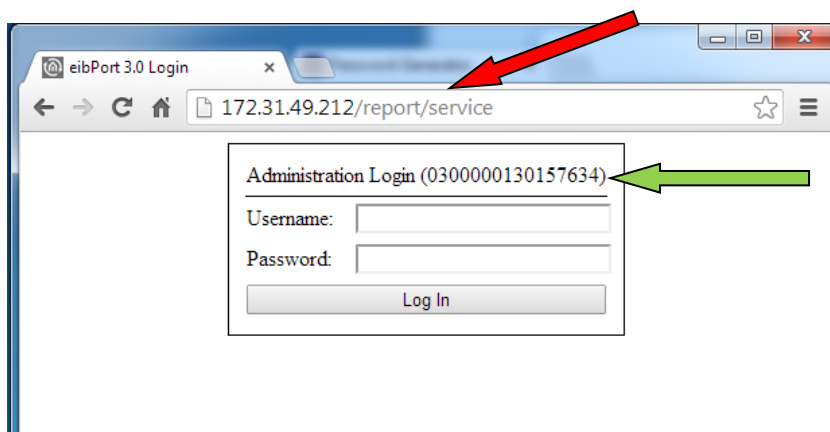 eibPort 3.0 Login
172.31.49.212/report/service
Administration Login (0300000130157634)
Username:
Password:
Log In